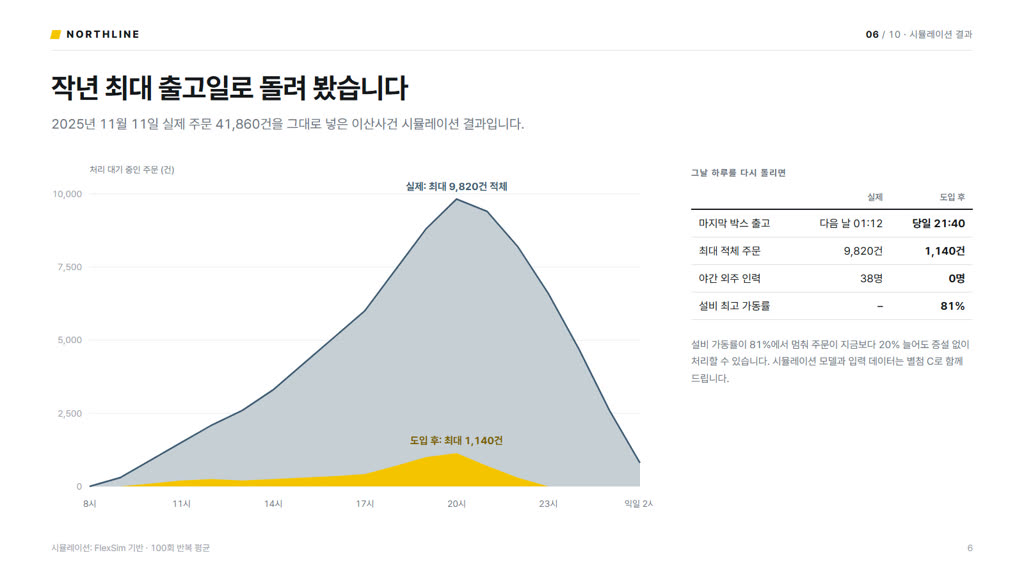 NORTHLINE
06 / 10 · 시뮬레이션 결과
작년 최대 출고일로 돌려 봤습니다
2025년 11월 11일 실제 주문 41,860건을 그대로 넣은 이산사건 시뮬레이션 결과입니다.
처리 대기 중인 주문 (건)
실제: 최대 9,820건 적체
10,000
7,500
5,000
2,500
도입 후: 최대 1,140건
0
8시 11시 14시 17시 20시 23시 익일 2시
그날 하루를 다시 돌리면
실제 도입 후
마지막 박스 출고 다음 날 01:12 당일 21:40
최대 적체 주문 9,820건 1,140건
야간 외주 인력 38명 0명
설비 최고 가동률 – 81%
설비 가동률이 81%에서 멈춰 주문이 지금보다 20% 늘어도 증설 없이
처리할 수 있습니다. 시뮬레이션 모델과 입력 데이터는 별첨 C로 함께
드립니다.
시뮬레이션: FlexSim 기반 · 100회 반복 평균
6